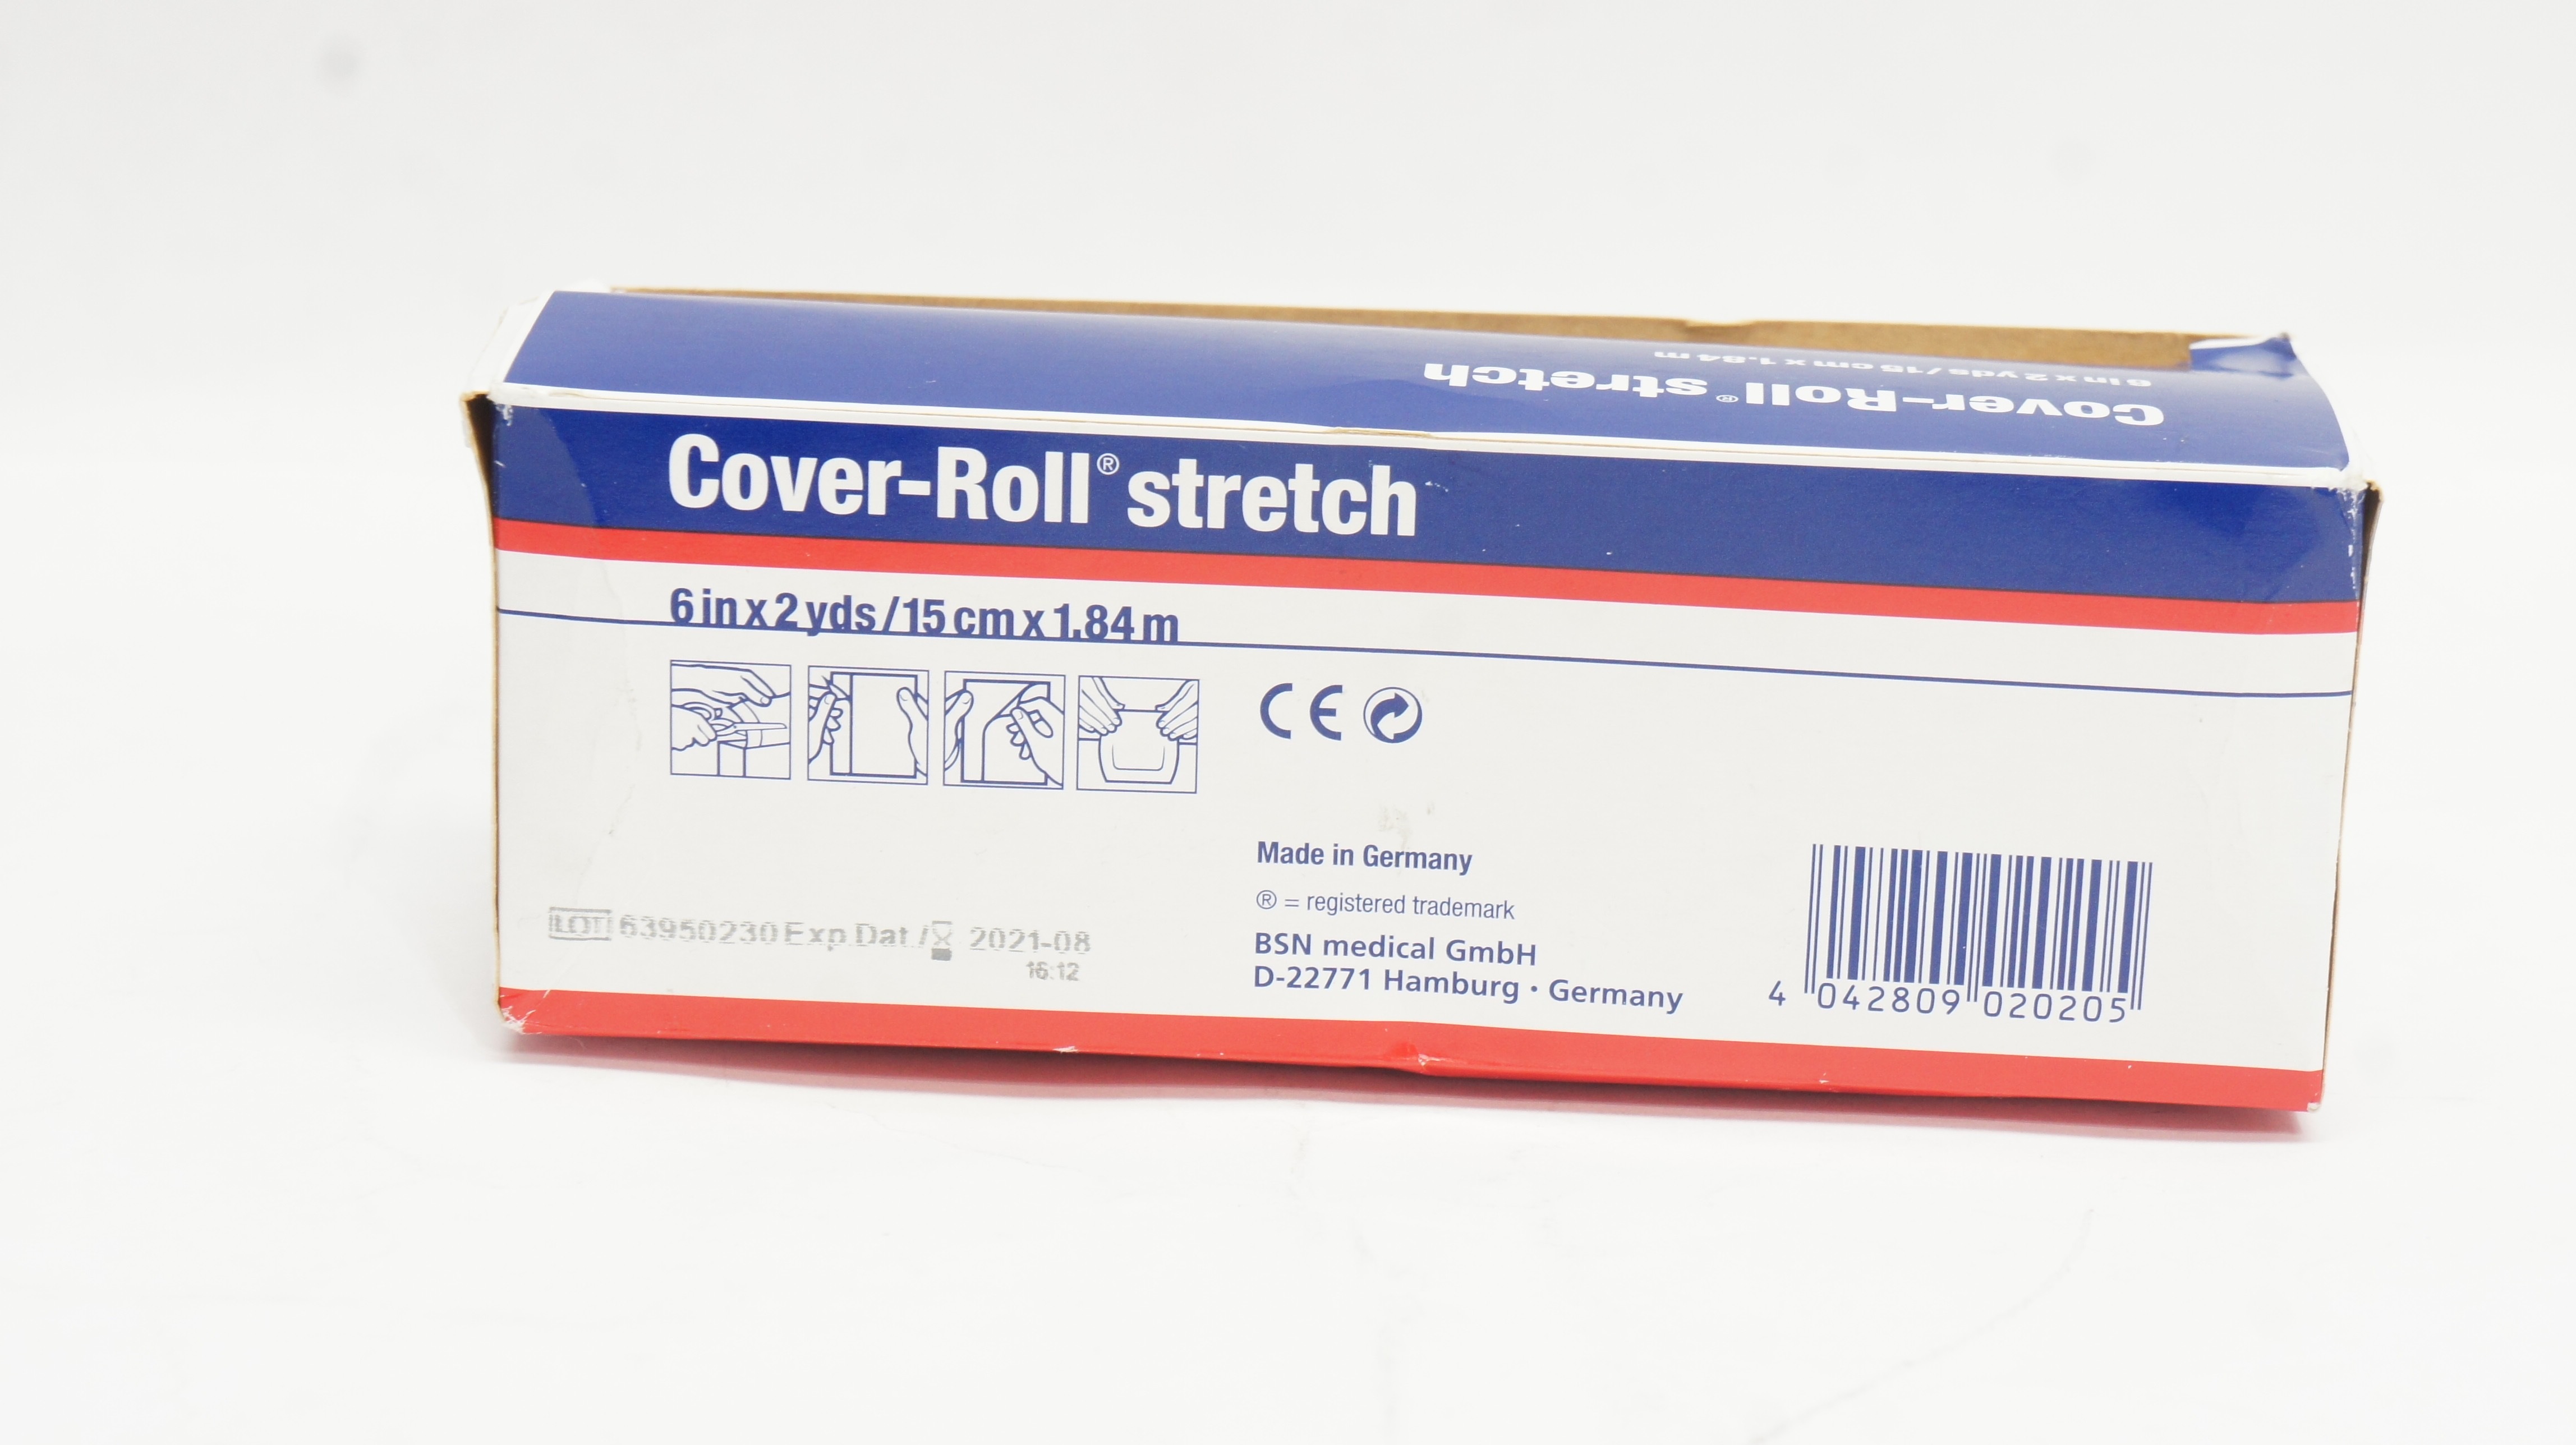 Cover-Roll® stretch
6 in x 2 yds / 15 cm x 1.84 m
Cover-Roll® stretch
6 in x 2 yds / 15 cm x 1.84 m
CE
Made in Germany
® = registered trademark
BSN medical GmbH
D-22771 Hamburg · Germany
LOT 63950230 Exp Dat./ 2021-08
16:12
4 042809 020205